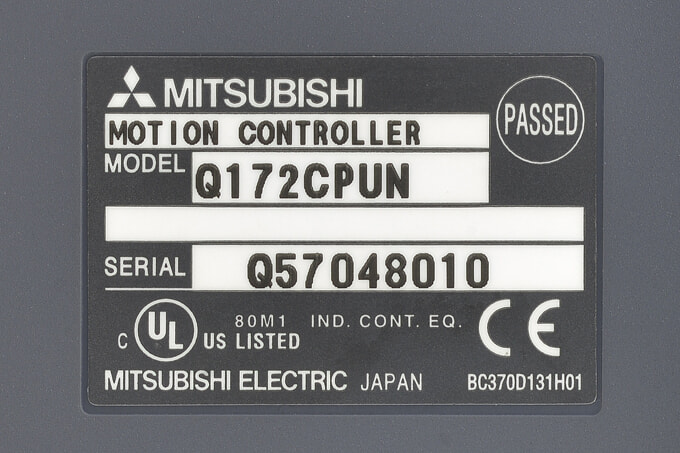 MITSUBISHI
PASSED
MOTION CONTROLLER
MODEL Q172CPUN
SERIAL Q57048010
C UL US LISTED 80M1 IND. CONT. EQ. CE
MITSUBISHI ELECTRIC JAPAN BC370D131H01